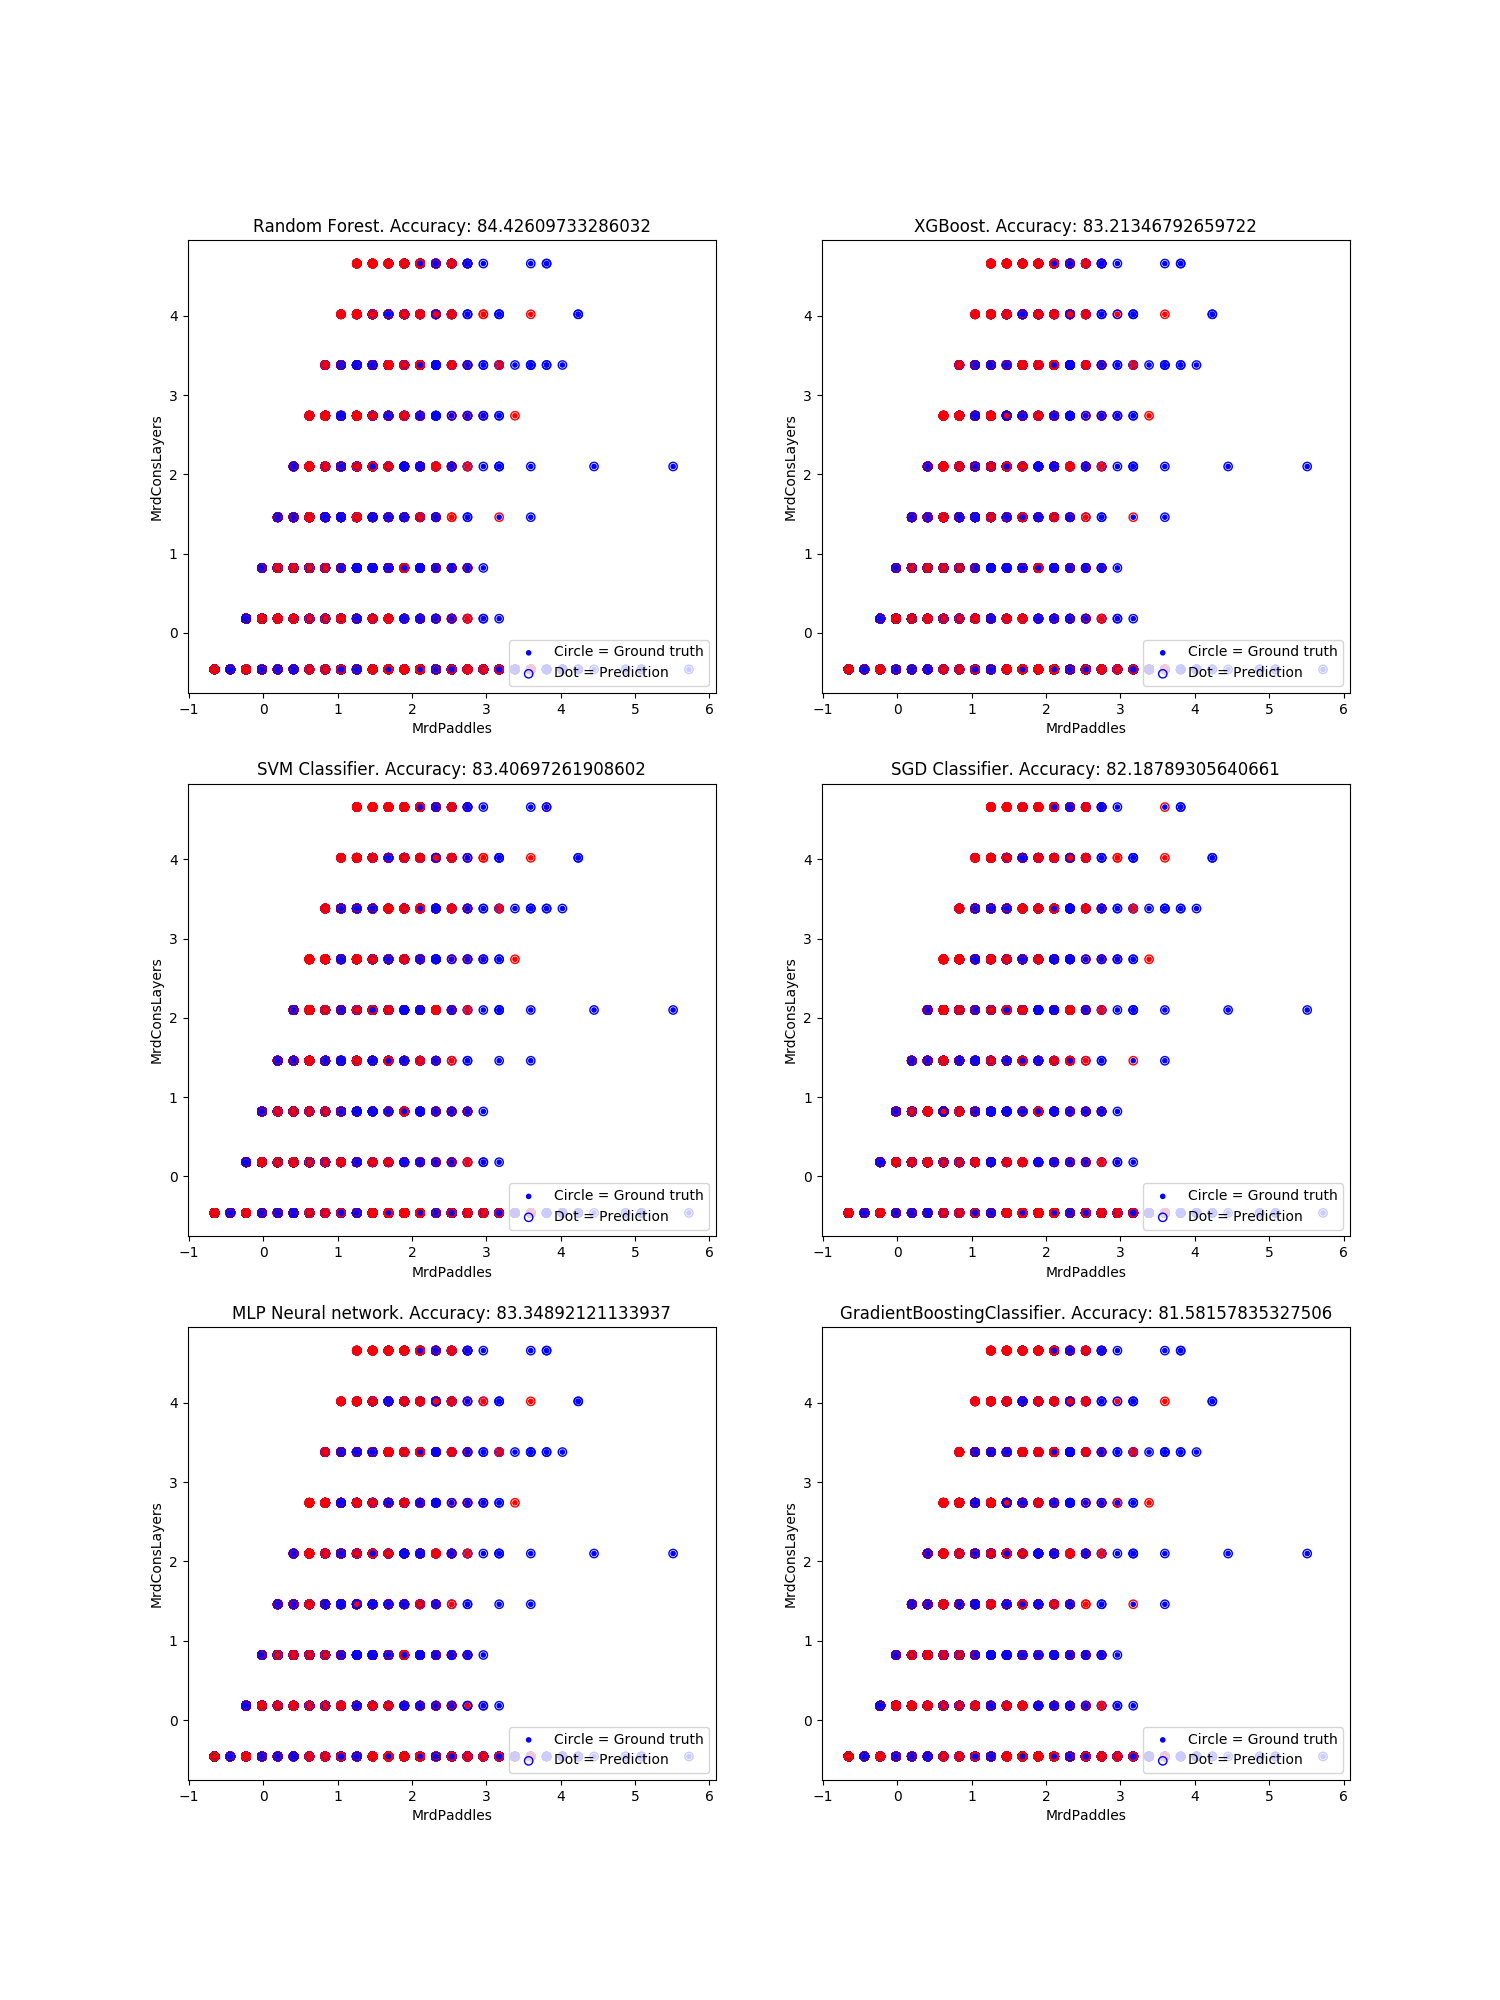 Random Forest. Accuracy: 84.42609733286032
4
3
2
1
0
MrdConsLayers
Circle = Ground truth
Dot = Prediction
−1 0 1 2 3 4 5 6
MrdPaddles
XGBoost. Accuracy: 83.21346792659722
4
3
2
1
0
MrdConsLayers
Circle = Ground truth
Dot = Prediction
−1 0 1 2 3 4 5 6
MrdPaddles
SVM Classifier. Accuracy: 83.40697261908602
4
3
2
1
0
MrdConsLayers
Circle = Ground truth
Dot = Prediction
−1 0 1 2 3 4 5 6
MrdPaddles
SGD Classifier. Accuracy: 82.18789305640661
4
3
2
1
0
MrdConsLayers
Circle = Ground truth
Dot = Prediction
−1 0 1 2 3 4 5 6
MrdPaddles
MLP Neural network. Accuracy: 83.34892121133937
4
3
2
1
0
MrdConsLayers
Circle = Ground truth
Dot = Prediction
−1 0 1 2 3 4 5 6
MrdPaddles
GradientBoostingClassifier. Accuracy: 81.58157835327506
4
3
2
1
0
MrdConsLayers
Circle = Ground truth
Dot = Prediction
−1 0 1 2 3 4 5 6
MrdPaddles